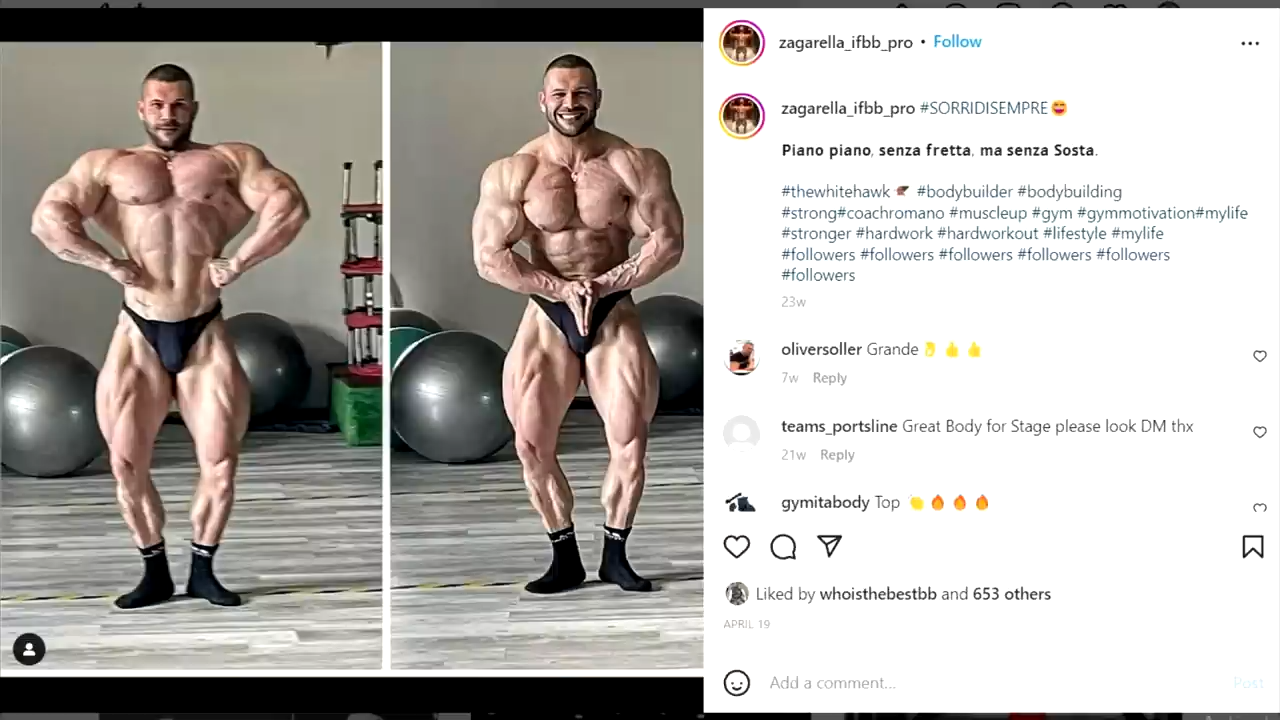 zagarella_ifbb_pro • Follow
zagarella_ifbb_pro #SORRIDISEMPRE😄
Piano piano, senza fretta, ma senza Sosta.
#thewhitehawk #bodybuilder #bodybuilding
#strong#coachromano #muscleup #gym #gymmotivation#mylife
#stronger #hardwork #hardworkout #lifestyle #mylife
#followers #followers #followers #followers #followers
#followers
23w
oliversoller Grande 👌👍👍
7w Reply
teams_portsline Great Body for Stage please look DM thx
21w Reply
gymitabody Top 👏🔥🔥🔥
Liked by whoisthebestbb and 653 others
APRIL 19
Add a comment...
Post